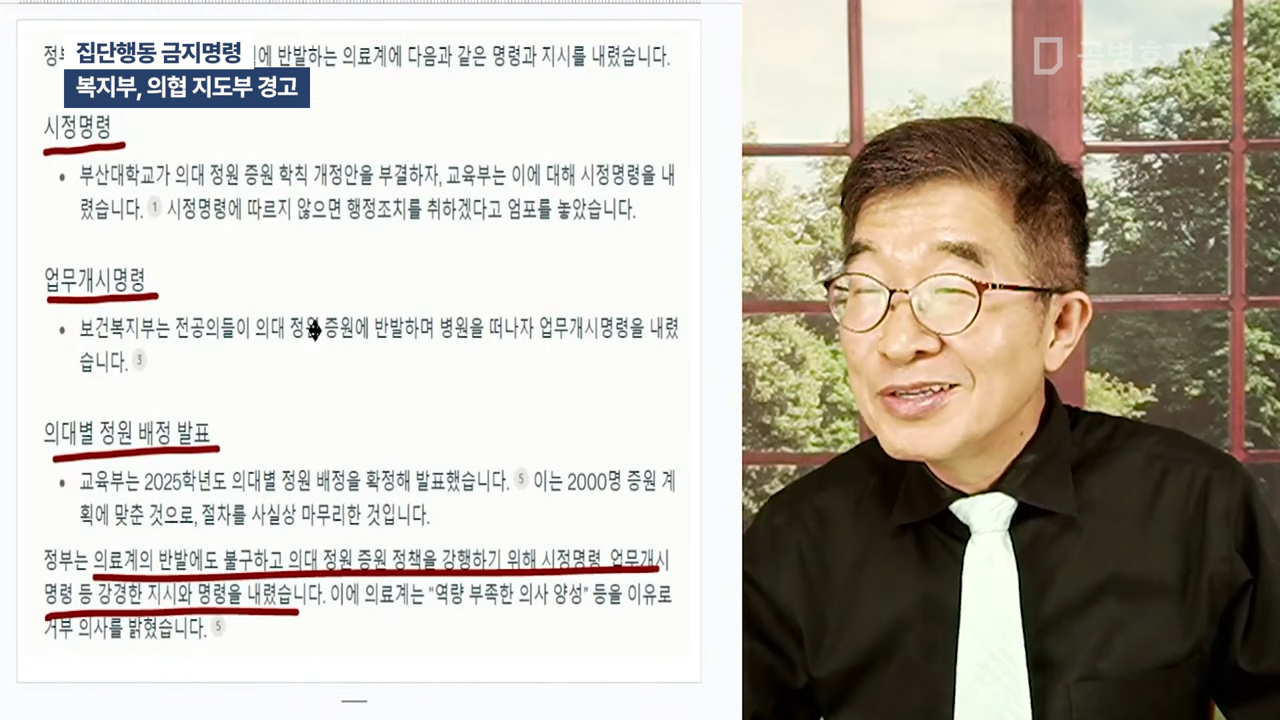 집단행동 금지명령
복지부, 의협 지도부 경고
공병호TV
에 반발하는 의료계에 다음과 같은 명령과 지시를 내렸습니다.
시정명령
• 부산대학교가 의대 정원 증원 학칙 개정안을 부결하자, 교육부는 이에 대해 시정명령을 내
렸습니다. 1 시정명령에 따르지 않으면 행정조치를 취하겠다고 엄포를 놓았습니다.
업무개시명령
• 보건복지부는 전공의들이 의대 정원 증원에 반발하며 병원을 떠나자 업무개시명령을 내렸
습니다. 3
의대별 정원 배정 발표
• 교육부는 2025학년도 의대별 정원 배정을 확정해 발표했습니다. 5 이는 2000명 증원 계
획에 맞춘 것으로, 절차를 사실상 마무리한 것입니다.
정부는 의료계의 반발에도 불구하고 의대 정원 증원 정책을 강행하기 위해 시정명령, 업무개시
명령 등 강경한 지시와 명령을 내렸습니다. 이에 의료계는 "역량 부족한 의사 양성" 등을 이유로
거부 의사를 밝혔습니다. 5